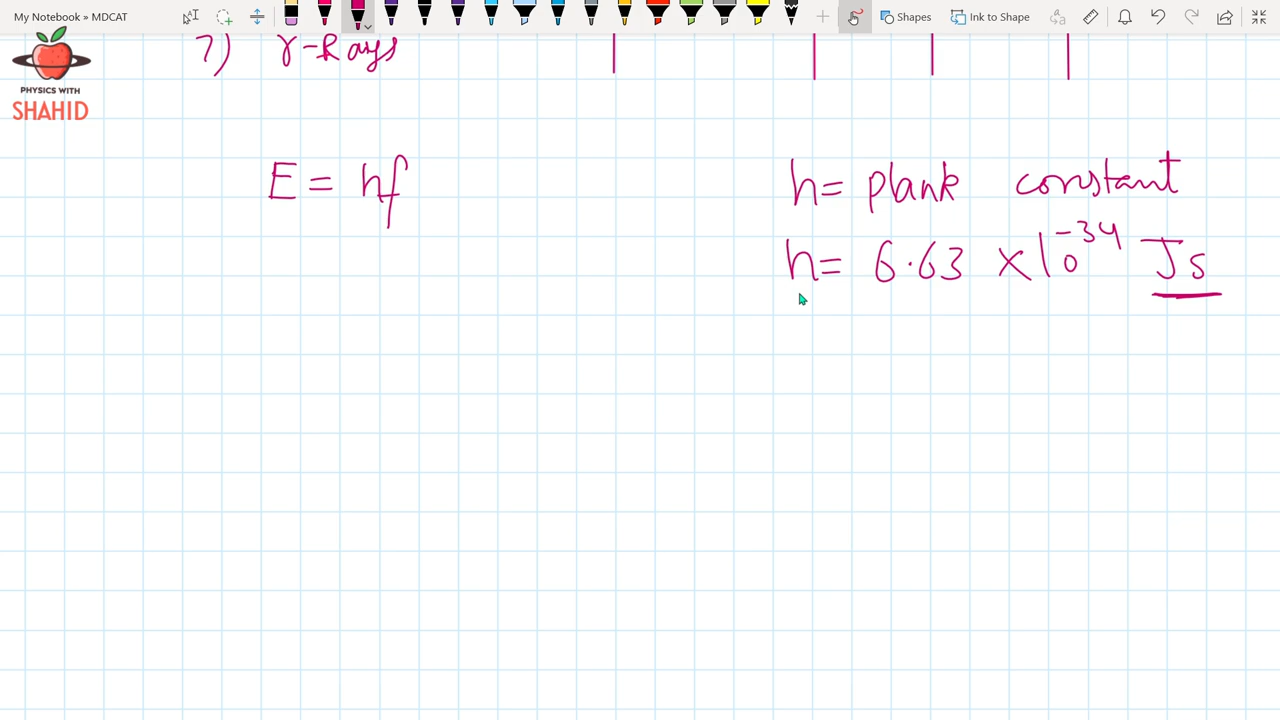 My Notebook » MDCAT
Shapes
Ink to Shape
7) γ-Rays
PHYSICS WITH
SHAHID
E = hf
h= plank constant
h= 6.63 ×10⁻³⁴ Js